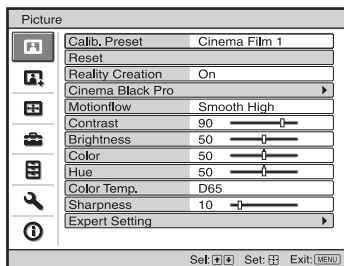 Picture
Calib. Preset Cinema Film 1
Reset
Reality Creation On
Cinema Black Pro
Motionflow Smooth High
Contrast 90
Brightness 50
Color 50
Hue 50
Color Temp. D65
Sharpness 10
Expert Setting
Sel: Set: Exit: MENU